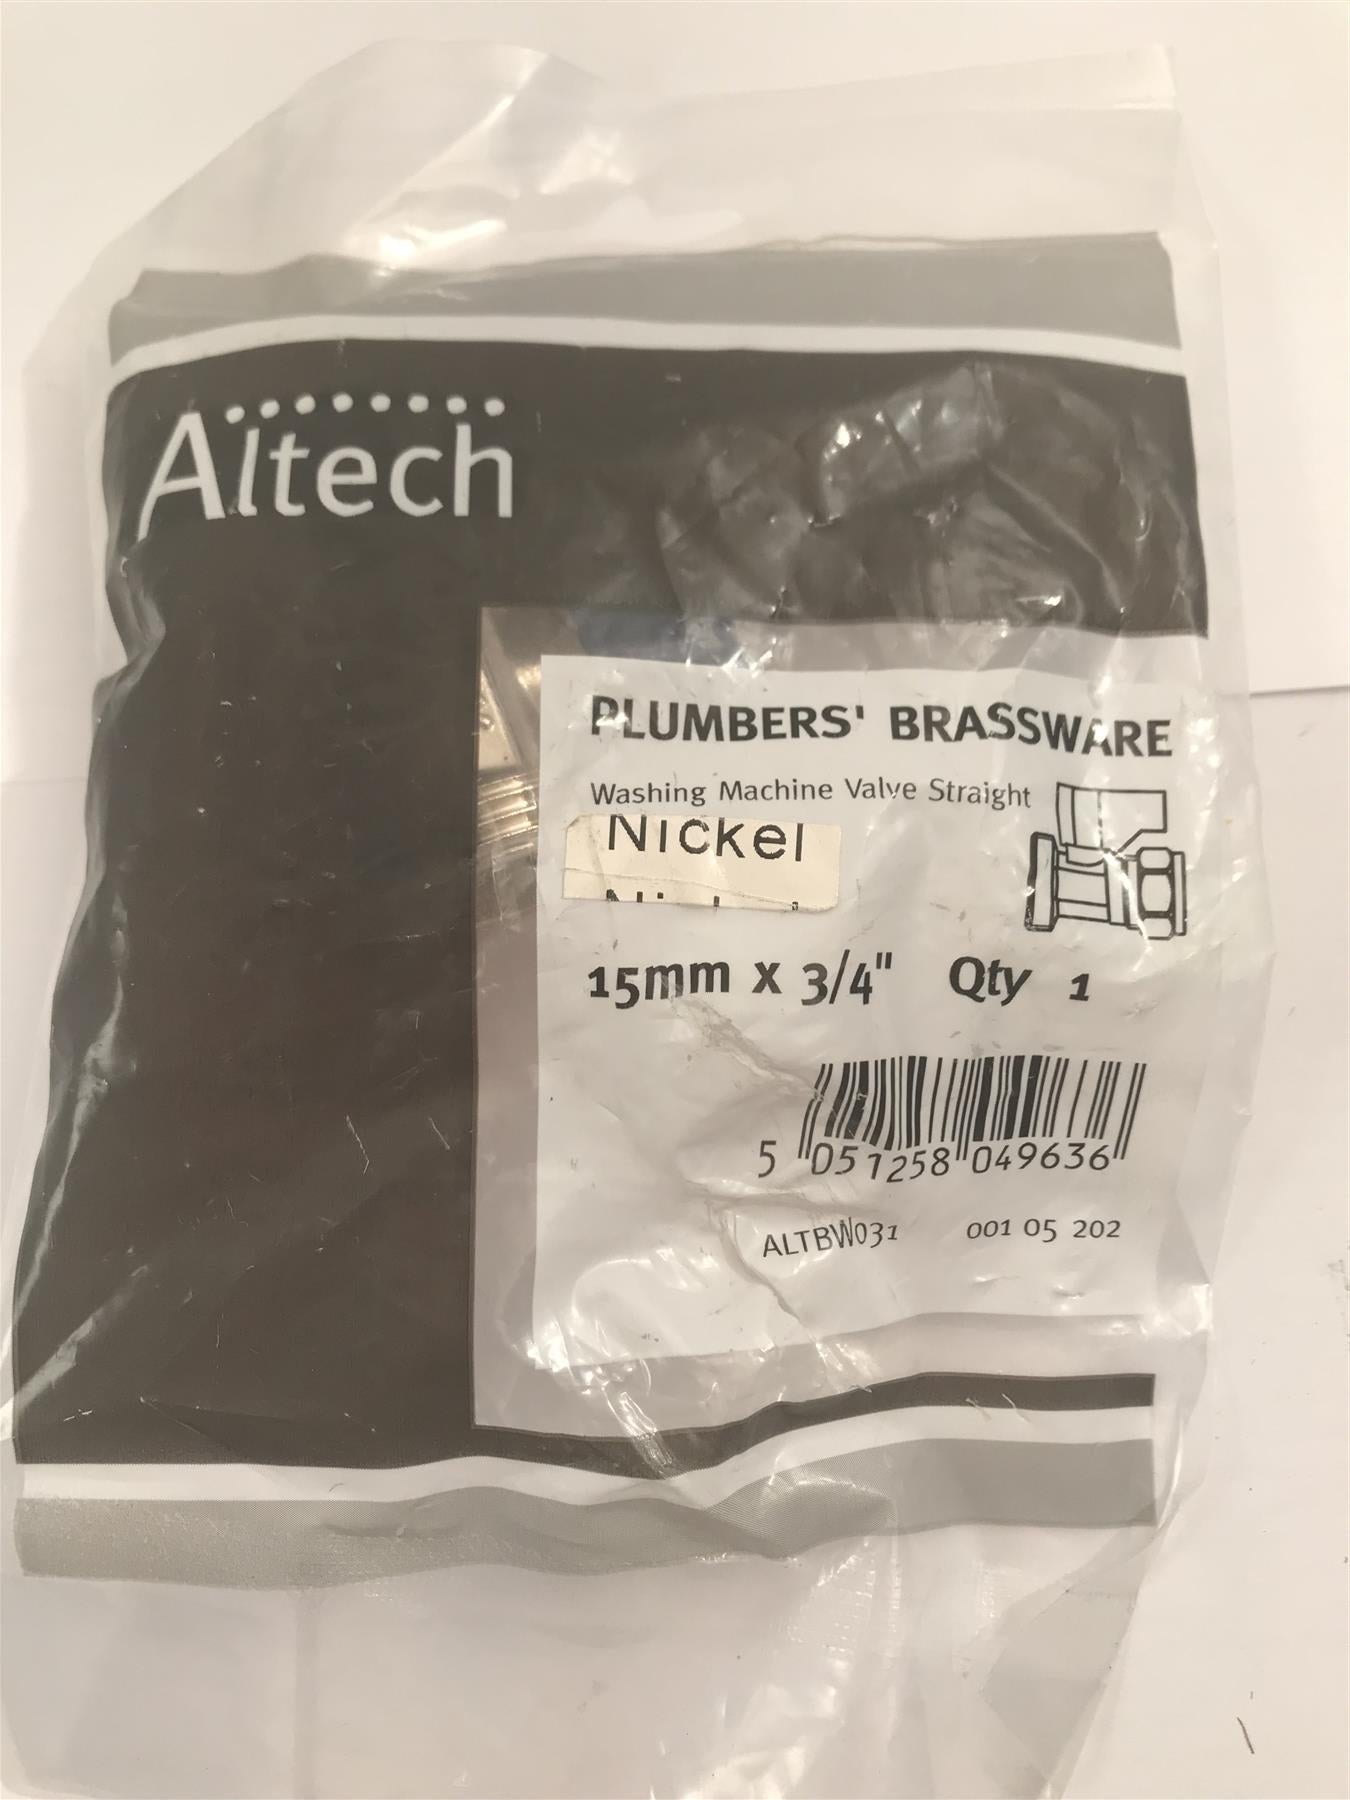 Altech
PLUMBERS' BRASSWARE
Washing Machine Valve Straight
Nickel
15mm x 3/4" Qty 1
5 051258 049636
ALTBW031 001 05 202